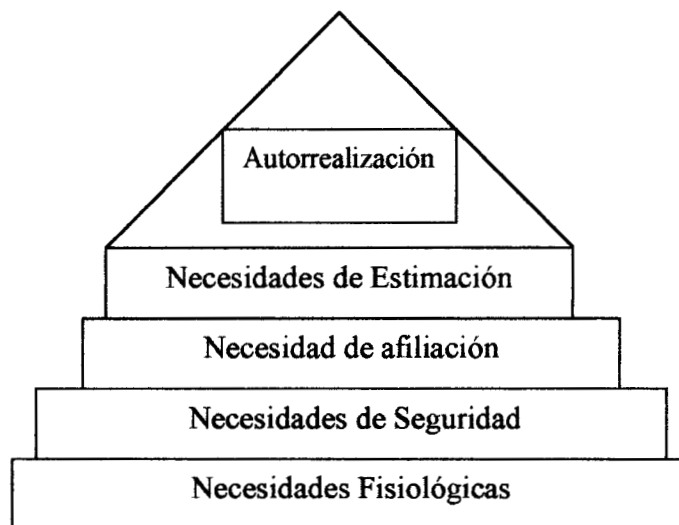 Autorrealización
Necesidades de Estimación
Necesidad de afiliación
Necesidades de Seguridad
Necesidades Fisiológicas